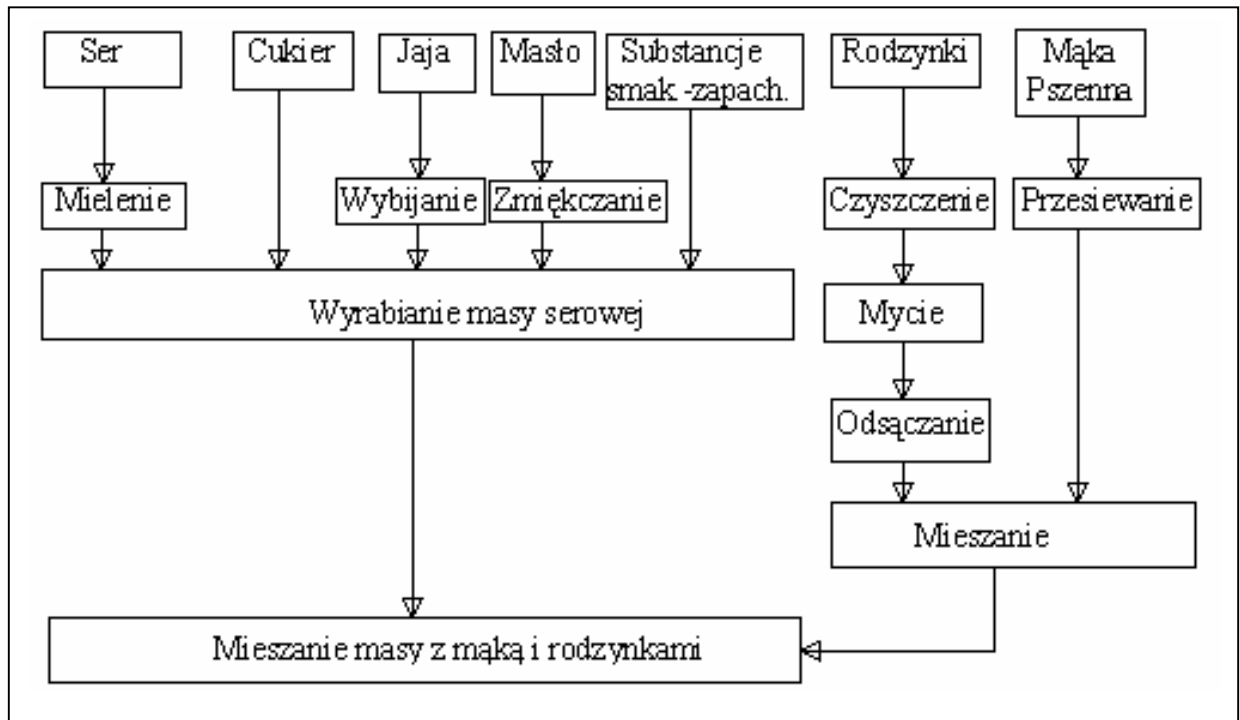 Ser
Cukier
Jaja
Masło
Substancje
smak.-zapach.
Rodzynki
Mąka
Pszenna
Mielenie
Wybijanie
Zmiękczanie
Czyszczenie
Przesiewanie
Wyrabianie masy serowej
Mycie
Odsączanie
Mieszanie
Mieszanie masy z mąką i rodzynkami